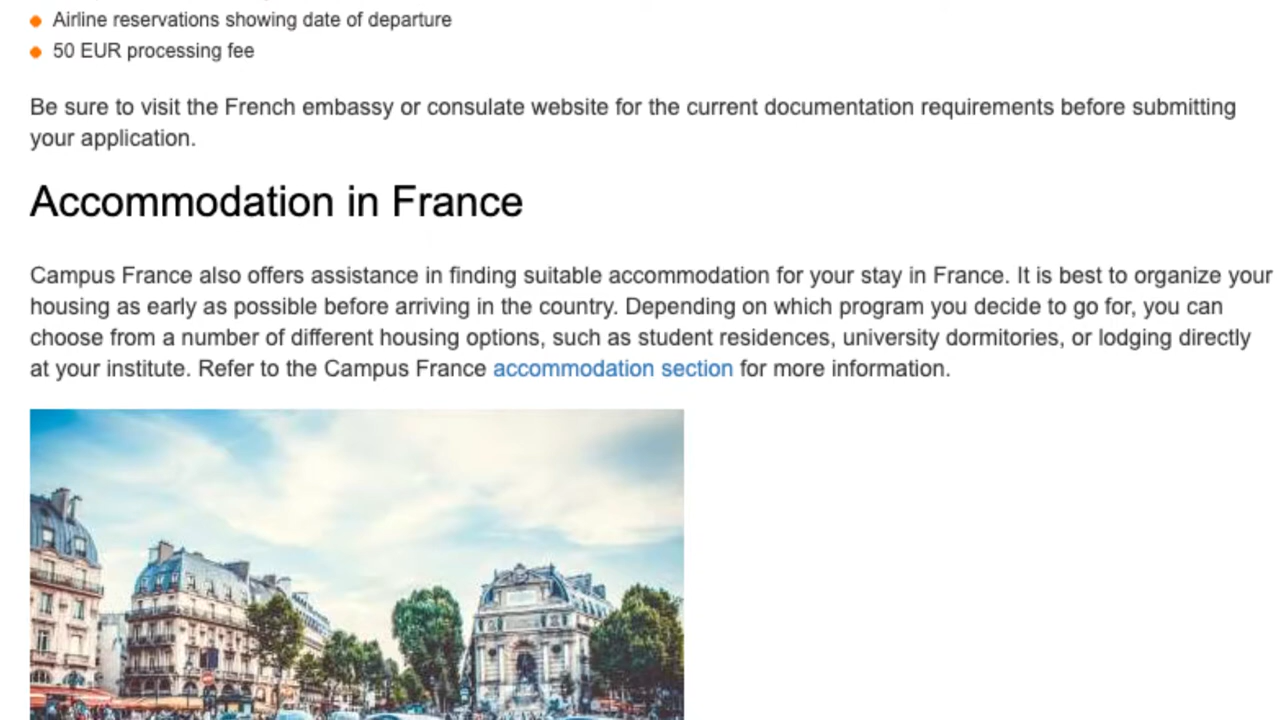 Airline reservations showing date of departure
50 EUR processing fee
Be sure to visit the French embassy or consulate website for the current documentation requirements before submitting
your application.
Accommodation in France
Campus France also offers assistance in finding suitable accommodation for your stay in France. It is best to organize your
housing as early as possible before arriving in the country. Depending on which program you decide to go for, you can
choose from a number of different housing options, such as student residences, university dormitories, or lodging directly
at your institute. Refer to the Campus France accommodation section for more information.